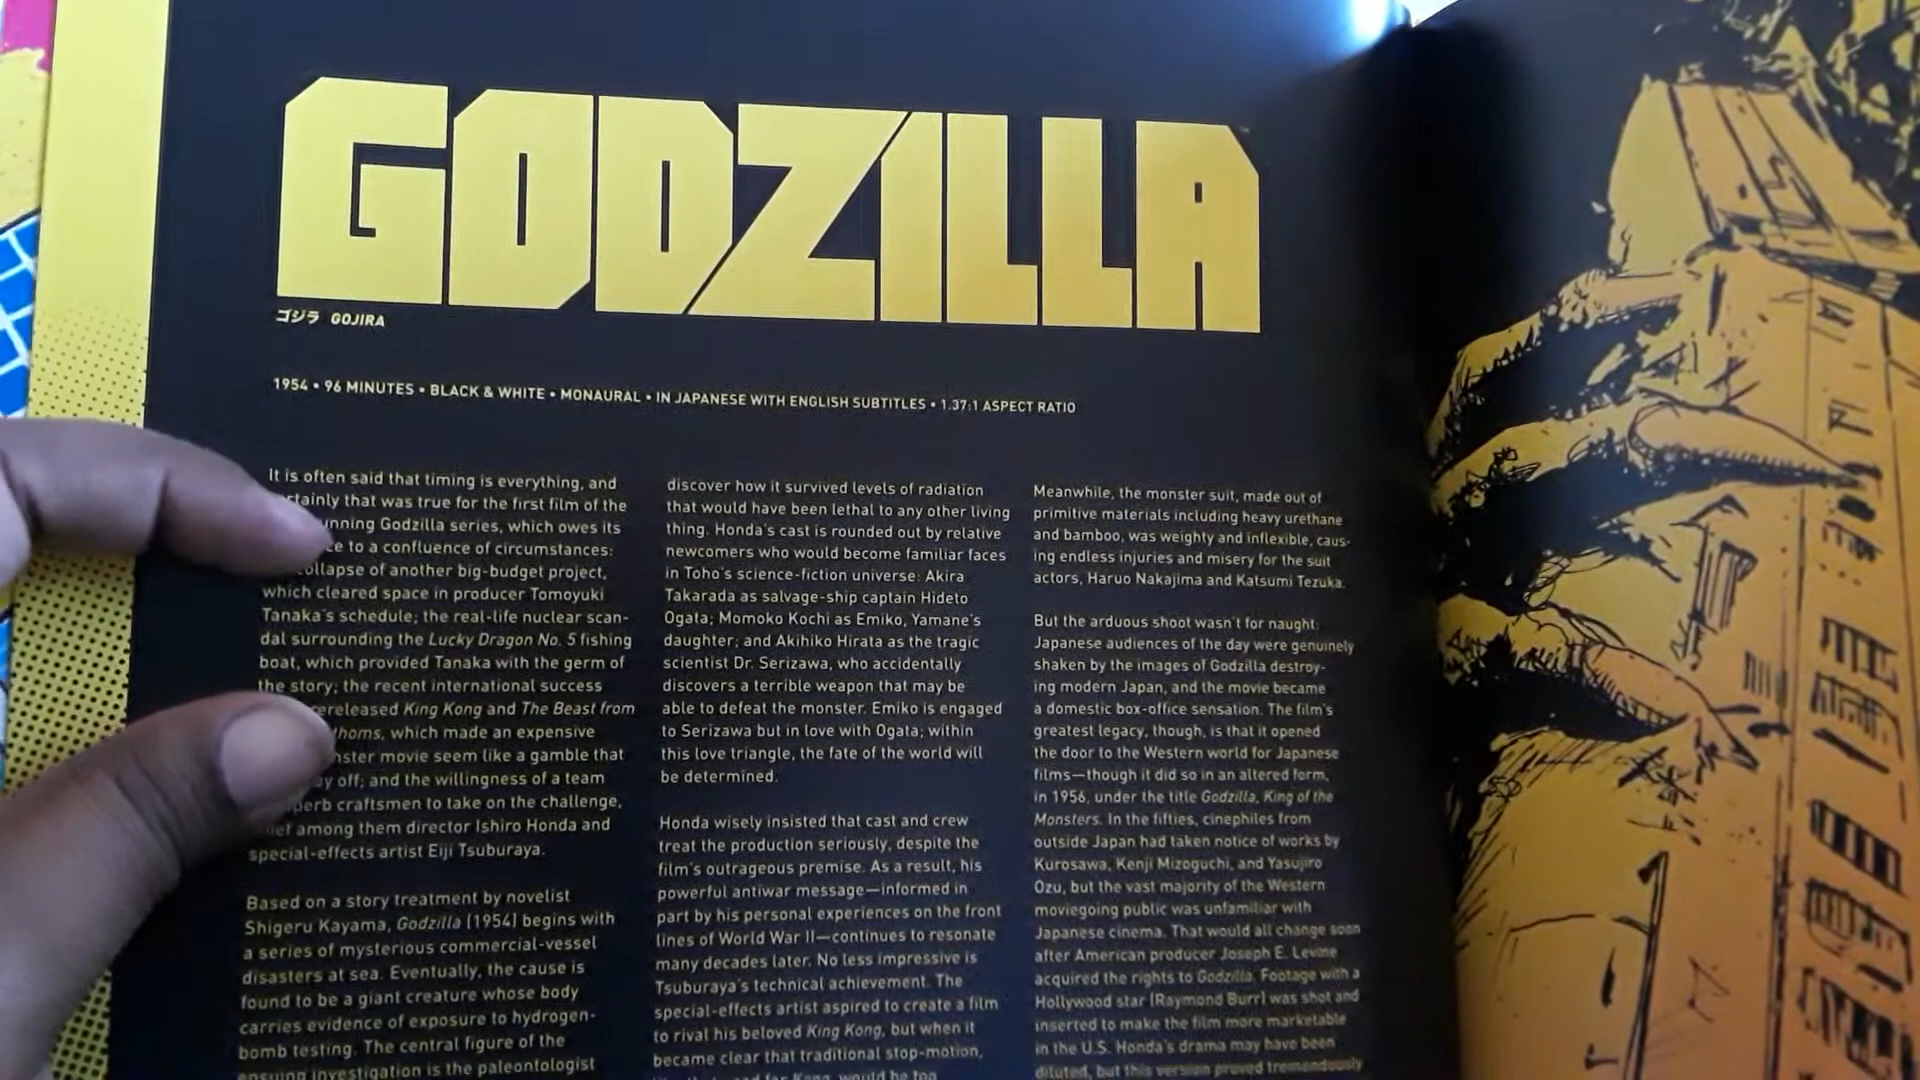 GODZILLA
ゴジラ GOJIRA
1954 • 96 MINUTES • BLACK & WHITE • MONAURAL • IN JAPANESE WITH ENGLISH SUBTITLES • 1.37:1 ASPECT RATIO
It is often said that timing is everything, and
that was true for the first film of the
Godzilla series, which owes its
to a confluence of circumstances:
collapse of another big-budget project,
which cleared space in producer Tomoyuki
Tanaka's schedule; the real-life nuclear scan-
dal surrounding the Lucky Dragon No. 5 fishing
boat, which provided Tanaka with the germ of
the story; the recent international success
rereleased King Kong and The Beast from
which made an expensive
movie seem like a gamble that
off; and the willingness of a team
craftsmen to take on the challenge,
among them director Ishiro Honda and
special-effects artist Eiji Tsuburaya.
Based on a story treatment by novelist
Shigeru Kayama, Godzilla (1954) begins with
a series of mysterious commercial-vessel
disasters at sea. Eventually, the cause is
found to be a giant creature whose body
carries evidence of exposure to hydrogen-
bomb testing. The central figure of the
ensuing investigation is the paleontologist
discover how it survived levels of radiation
that would have been lethal to any other living
thing. Honda's cast is rounded out by relative
newcomers who would become familiar faces
in Toho's science-fiction universe: Akira
Takarada as salvage-ship captain Hideto
Ogata; Momoko Kochi as Emiko, Yamane's
daughter; and Akihiko Hirata as the tragic
scientist Dr. Serizawa, who accidentally
discovers a terrible weapon that may be
able to defeat the monster. Emiko is engaged
to Serizawa but in love with Ogata; within
this love triangle, the fate of the world will
be determined.
Honda wisely insisted that cast and crew
treat the production seriously, despite the
film's outrageous premise. As a result, his
powerful antiwar message—informed in
part by his personal experiences on the front
lines of World War II—continues to resonate
many decades later. No less impressive is
Tsuburaya's technical achievement. The
special-effects artist aspired to create a film
to rival his beloved King Kong, but when it
became clear that traditional stop-motion,
would be too
Meanwhile, the monster suit, made out of
primitive materials including heavy urethane
and bamboo, was weighty and inflexible, caus-
ing endless injuries and misery for the suit
actors, Haruo Nakajima and Katsumi Tezuka.
But the arduous shoot wasn't for naught:
Japanese audiences of the day were genuinely
shaken by the images of Godzilla destroy-
ing modern Japan, and the movie became
a domestic box-office sensation. The film's
greatest legacy, though, is that it opened
the door to the Western world for Japanese
films—though it did so in an altered form,
in 1956, under the title Godzilla, King of the
Monsters. In the fifties, cinephiles from
outside Japan had taken notice of works by
Kurosawa, Kenji Mizoguchi, and Yasujiro
Ozu, but the vast majority of the Western
moviegoing public was unfamiliar with
Japanese cinema. That would all change soon
after American producer Joseph E. Levine
acquired the rights to Godzilla. Footage with a
Hollywood star (Raymond Burr) was shot and
inserted to make the film more marketable
in the U.S. Honda's drama may have been
diluted, but this version proved tremendously